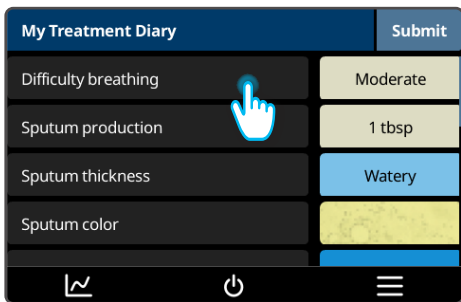 My Treatment Diary Submit
Difficulty breathing Moderate
Sputum production 1 tbsp
Sputum thickness Watery
Sputum color